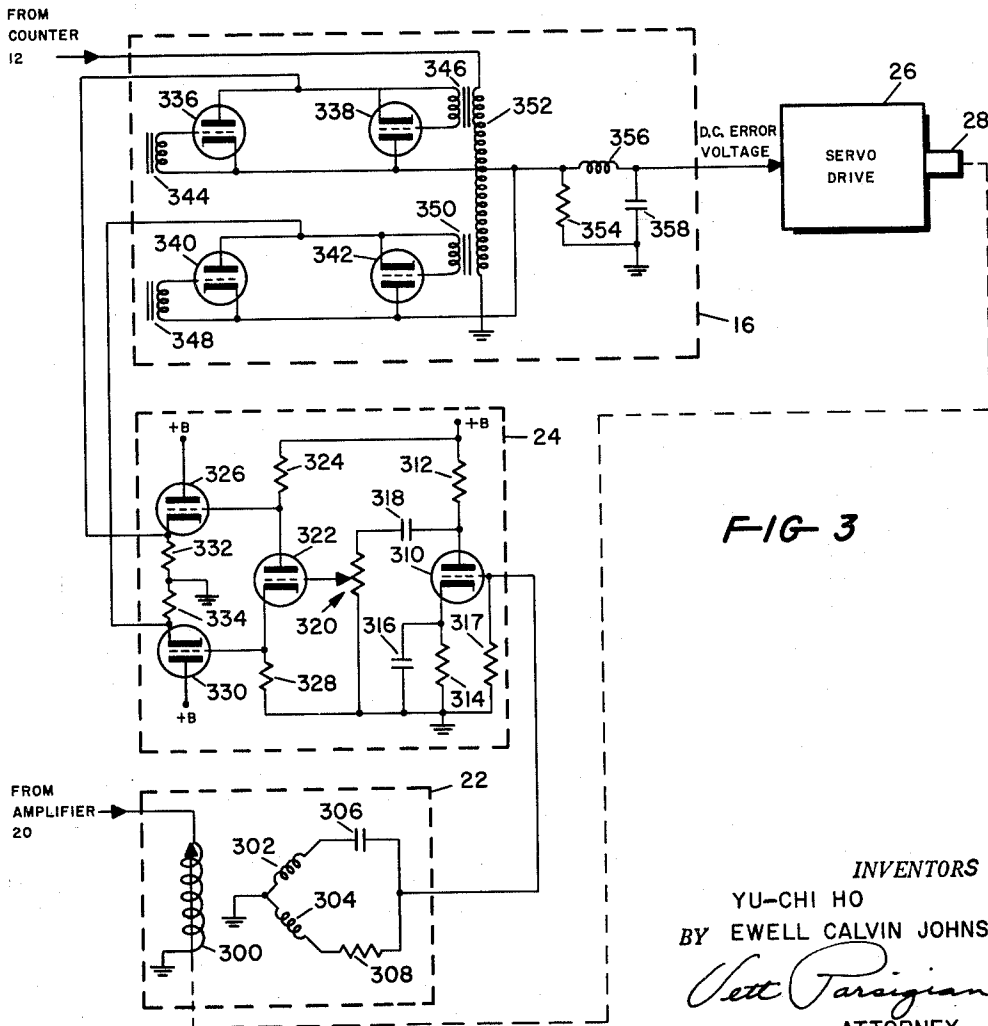 FROM
COUNTER
12
336
338
346
352
344
356
D.C. ERROR
VOLTAGE
26
28
SERVO
DRIVE
354
358
340
342
350
348
16
+B
+B
24
326
324
312
318
322
310
332
334
320
316
317
330
328
314
+B
F-I-G- 3
FROM
AMPLIFIER
20
22
306
302
304
300
308
INVENTORS
YU-CHI HO
BY EWELL CALVIN JOHNS
Vett Parsigian
ATTORNEY